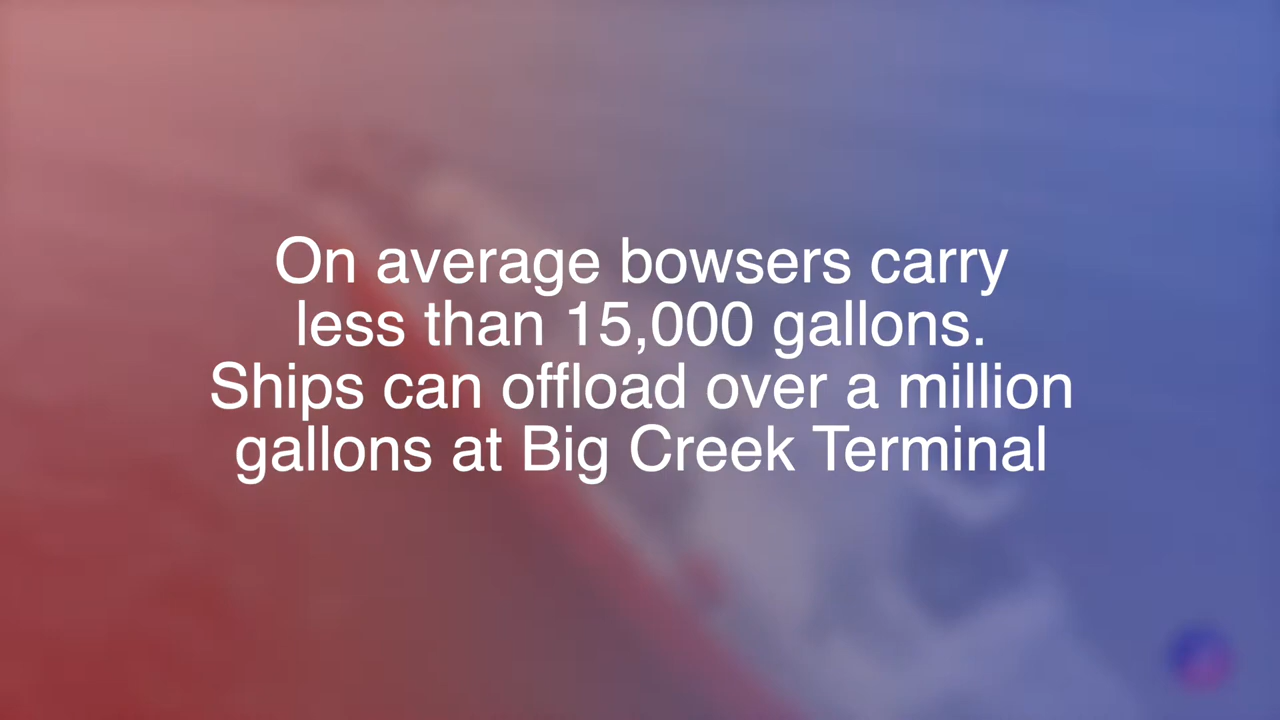 On average bowsers carry
less than 15,000 gallons.
Ships can offload over a million
gallons at Big Creek Terminal